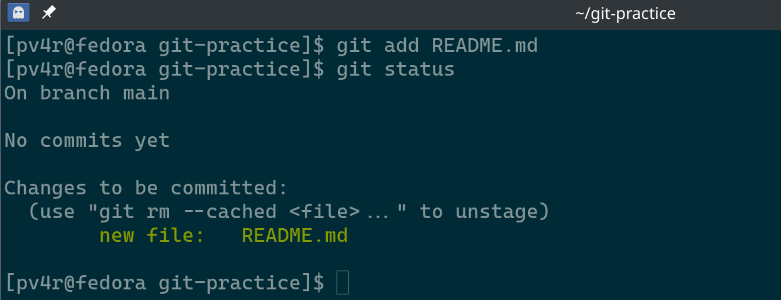 ~/git-practice
[pv4r@fedora git-practice]$ git add README.md
[pv4r@fedora git-practice]$ git status
On branch main
No commits yet
Changes to be committed:
  (use "git rm --cached <file>..." to unstage)
        new file:   README.md
[pv4r@fedora git-practice]$